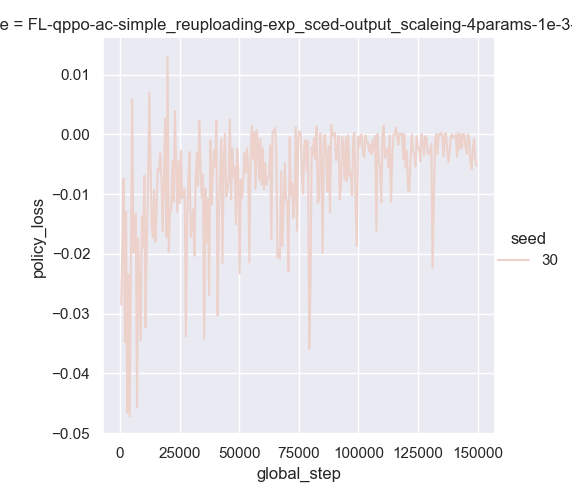 e = FL-qppo-ac-simple_reuploading-exp_sced-output_scaleing-4params-1e-3-
0.01
0.00
−0.01
−0.02
−0.03
−0.04
−0.05
policy_loss
0 25000 50000 75000 100000 125000 150000
global_step
seed
30